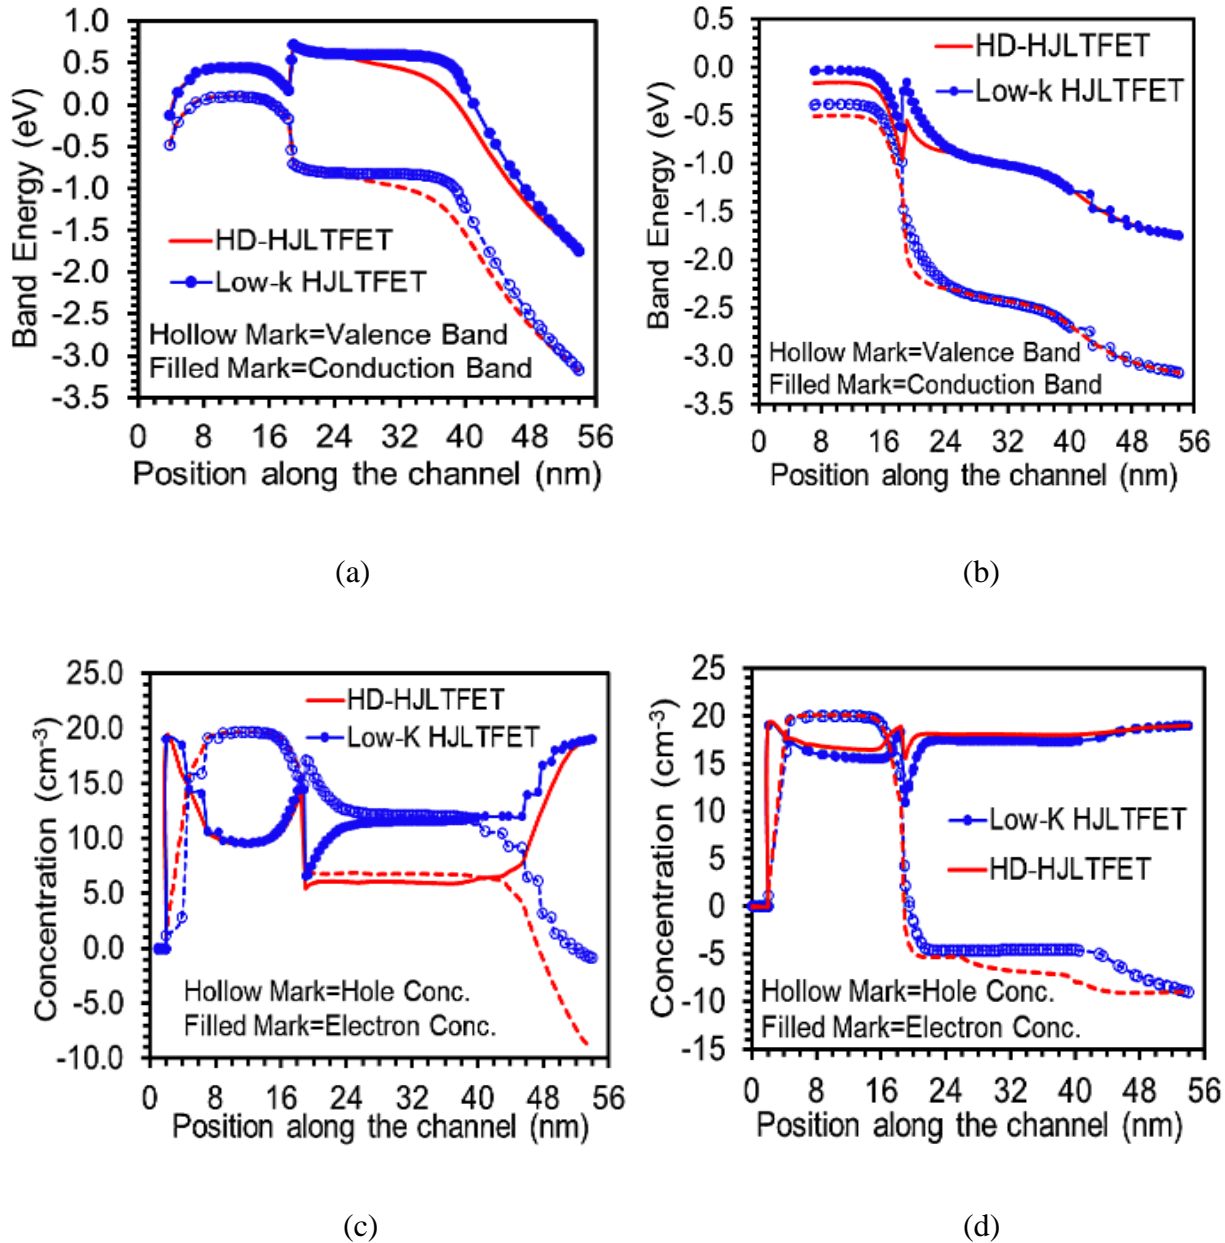 1.0
0.5
0.0
-0.5
-1.0
-1.5
-2.0
-2.5
-3.0
-3.5
Band Energy (eV)
HD-HJLTFET
Low-k HJLTFET
Hollow Mark=Valence Band
Filled Mark=Conduction Band
0 8 16 24 32 40 48 56
Position along the channel (nm)
(a)
0.5
0.0
-0.5
-1.0
-1.5
-2.0
-2.5
-3.0
-3.5
Band Energy (eV)
HD-HJLTFET
Low-k HJLTFET
Hollow Mark=Valence Band
Filled Mark=Conduction Band
0 8 16 24 32 40 48 56
Position along the channel (nm)
(b)
25.0
20.0
15.0
10.0
5.0
0.0
-5.0
-10.0
Concentration (cm⁻³)
HD-HJLTFET
Low-K HJLTFET
Hollow Mark=Hole Conc.
Filled Mark=Electron Conc.
0 8 16 24 32 40 48 56
Position along the channel (nm)
(c)
25
20
15
10
5
0
-5
-10
-15
Concentration (cm⁻³)
Low-K HJLTFET
HD-HJLTFET
Hollow Mark=Hole Conc.
Filled Mark=Electron Conc.
0 8 16 24 32 40 48 56
Position along the channel (nm)
(d)